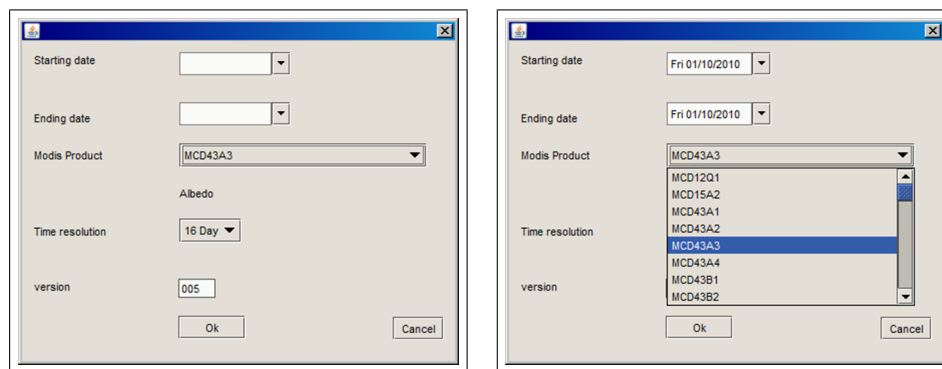 Starting date
Ending date
Modis Product MCD43A3
Albedo
Time resolution 16 Day
version 005
Ok Cancel
Starting date Fri 01/10/2010
Ending date Fri 01/10/2010
Modis Product MCD43A3
MCD12Q1
MCD15A2
MCD43A1
MCD43A2
Time resolution MCD43A3
MCD43A4
MCD43B1
version MCD43B2
Ok Cancel